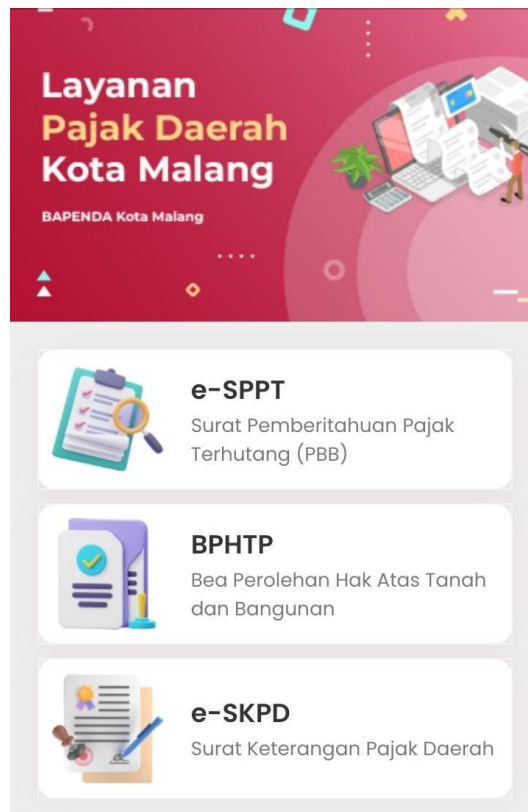 Layanan
Pajak Daerah
Kota Malang
BAPENDA Kota Malang
e-SPPT
Surat Pemberitahuan Pajak
Terhutang (PBB)
BPHTP
Bea Perolehan Hak Atas Tanah
dan Bangunan
e-SKPD
Surat Keterangan Pajak Daerah